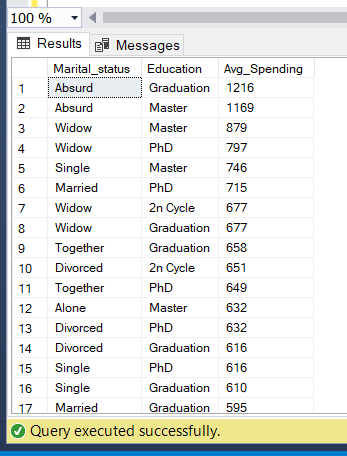 100 %
Results Messages
Marital_status Education Avg_Spending
1 Absurd Graduation 1216
2 Absurd Master 1169
3 Widow Master 879
4 Widow PhD 797
5 Single Master 746
6 Married PhD 715
7 Widow 2n Cycle 677
8 Widow Graduation 677
9 Together Graduation 658
10 Divorced 2n Cycle 651
11 Together PhD 649
12 Alone Master 632
13 Divorced PhD 632
14 Divorced Graduation 616
15 Single PhD 616
16 Single Graduation 610
17 Married Graduation 595
Query executed successfully.